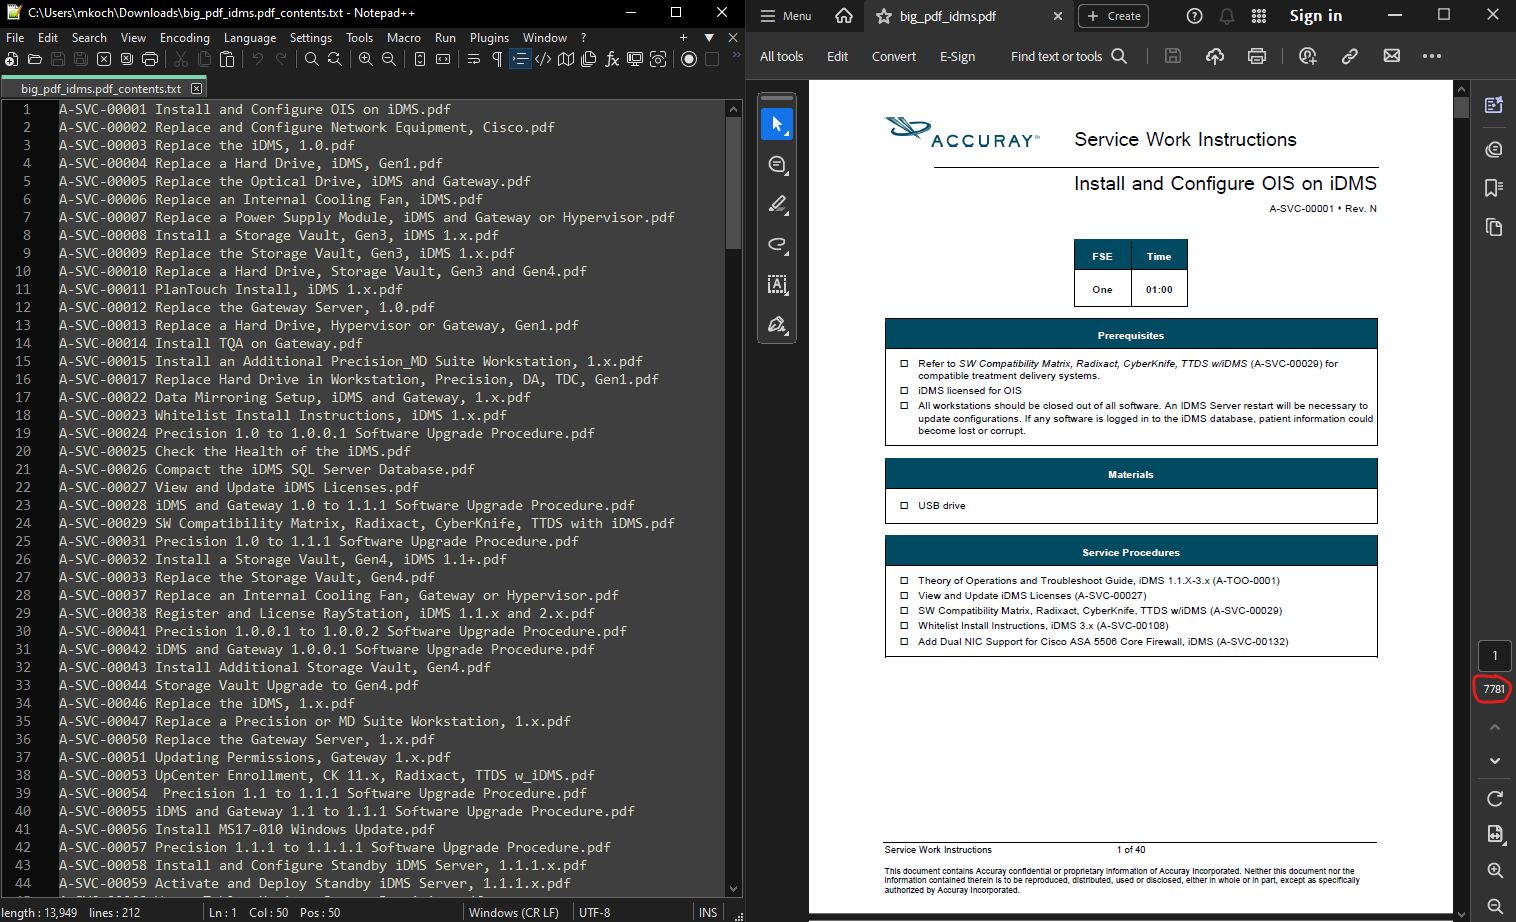 C:\Users\mkoch\Downloads\big_pdf_idms.pdf_contents.txt - Notepad++
File Edit Search View Encoding Language Settings Tools Macro Run Plugins Window ?
big_pdf_idms.pdf_contents.txt
1 A-SVC-00001 Install and Configure OIS on iDMS.pdf
2 A-SVC-00002 Replace and Configure Network Equipment, Cisco.pdf
3 A-SVC-00003 Replace the iDMS, 1.0.pdf
4 A-SVC-00004 Replace a Hard Drive, iDMS, Gen1.pdf
5 A-SVC-00005 Replace the Optical Drive, iDMS and Gateway.pdf
6 A-SVC-00006 Replace an Internal Cooling Fan, iDMS.pdf
7 A-SVC-00007 Replace a Power Supply Module, iDMS and Gateway or Hypervisor.pdf
8 A-SVC-00008 Install a Storage Vault, Gen3, iDMS 1.x.pdf
9 A-SVC-00009 Replace the Storage Vault, Gen3, iDMS 1.x.pdf
10 A-SVC-00010 Replace a Hard Drive, Storage Vault, Gen3 and Gen4.pdf
11 A-SVC-00011 PlanTouch Install, iDMS 1.x.pdf
12 A-SVC-00012 Replace the Gateway Server, 1.0.pdf
13 A-SVC-00013 Replace a Hard Drive, Hypervisor or Gateway, Gen1.pdf
14 A-SVC-00014 Install TQA on Gateway.pdf
15 A-SVC-00015 Install an Additional Precision_MD Suite Workstation, 1.x.pdf
16 A-SVC-00017 Replace Hard Drive in Workstation, Precision, DA, TDC, Gen1.pdf
17 A-SVC-00022 Data Mirroring Setup, iDMS and Gateway, 1.x.pdf
18 A-SVC-00023 Whitelist Install Instructions, iDMS 1.x.pdf
19 A-SVC-00024 Precision 1.0 to 1.0.0.1 Software Upgrade Procedure.pdf
20 A-SVC-00025 Check the Health of the iDMS.pdf
21 A-SVC-00026 Compact the iDMS SQL Server Database.pdf
22 A-SVC-00027 View and Update iDMS Licenses.pdf
23 A-SVC-00028 iDMS and Gateway 1.0 to 1.1.1 Software Upgrade Procedure.pdf
24 A-SVC-00029 SW Compatibility Matrix, Radixact, CyberKnife, TTDS with iDMS.pdf
25 A-SVC-00031 Precision 1.0 to 1.1.1 Software Upgrade Procedure.pdf
26 A-SVC-00032 Install a Storage Vault, Gen4, iDMS 1.1+.pdf
27 A-SVC-00033 Replace the Storage Vault, Gen4.pdf
28 A-SVC-00037 Replace an Internal Cooling Fan, Gateway or Hypervisor.pdf
29 A-SVC-00038 Register and License RayStation, iDMS 1.1.x and 2.x.pdf
30 A-SVC-00041 Precision 1.0.0.1 to 1.0.0.2 Software Upgrade Procedure.pdf
31 A-SVC-00042 iDMS and Gateway 1.0.0.1 Software Upgrade Procedure.pdf
32 A-SVC-00043 Install Additional Storage Vault, Gen4.pdf
33 A-SVC-00044 Storage Vault Upgrade to Gen4.pdf
34 A-SVC-00046 Replace the iDMS, 1.x.pdf
35 A-SVC-00047 Replace a Precision or MD Suite Workstation, 1.x.pdf
36 A-SVC-00050 Replace the Gateway Server, 1.x.pdf
37 A-SVC-00051 Updating Permissions, Gateway 1.x.pdf
38 A-SVC-00053 UpCenter Enrollment, CK 11.x, Radixact, TTDS w_iDMS.pdf
39 A-SVC-00054  Precision 1.1 to 1.1.1 Software Upgrade Procedure.pdf
40 A-SVC-00055 iDMS and Gateway 1.1 to 1.1.1 Software Upgrade Procedure.pdf
41 A-SVC-00056 Install MS17-010 Windows Update.pdf
42 A-SVC-00057 Precision 1.1.1 to 1.1.1.1 Software Upgrade Procedure.pdf
43 A-SVC-00058 Install and Configure Standby iDMS Server, 1.1.1.x.pdf
44 A-SVC-00059 Activate and Deploy Standby iDMS Server, 1.1.1.x.pdf
length : 13,949 lines : 212 Ln : 1 Col : 50 Pos : 50 Windows (CR LF) UTF-8 INS
Menu big_pdf_idms.pdf Create Sign in
All tools Edit Convert E-Sign Find text or tools
ACCURAY
Service Work Instructions
Install and Configure OIS on iDMS
A-SVC-00001 • Rev. N
FSE Time
One 01:00
Prerequisites
Refer to SW Compatibility Matrix, Radixact, CyberKnife, TTDS w/iDMS (A-SVC-00029) for
compatible treatment delivery systems.
iDMS licensed for OIS
All workstations should be closed out of all software. An IDMS Server restart will be necessary to
update configurations. If any software is logged in to the iDMS database, patient information could
become lost or corrupt.
Materials
USB drive
Service Procedures
Theory of Operations and Troubleshoot Guide, iDMS 1.1.X-3.x (A-TOO-0001)
View and Update iDMS Licenses (A-SVC-00027)
SW Compatibility Matrix, Radixact, CyberKnife, TTDS w/iDMS (A-SVC-00029)
Whitelist Install Instructions, iDMS 3.x (A-SVC-00108)
Add Dual NIC Support for Cisco ASA 5506 Core Firewall, iDMS (A-SVC-00132)
Service Work Instructions 1 of 40
This document contains Accuray confidential or proprietary information of Accuray Incorporated. Neither this document nor the
information contained therein is to be reproduced, distributed, used or disclosed, either in whole or in part, except as specifically
authorized by Accuray Incorporated.
1
7781